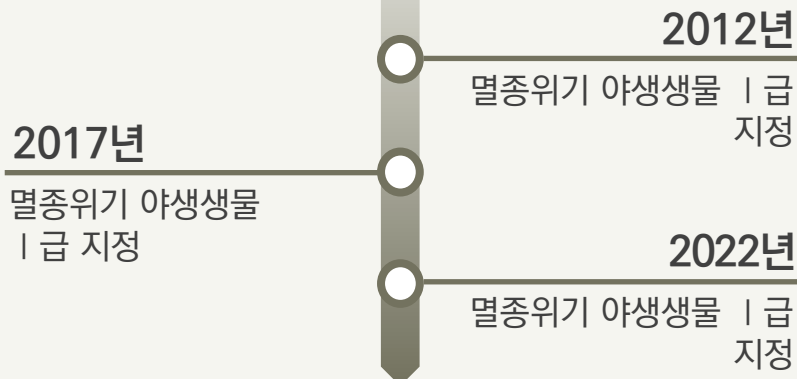 2012년
멸종위기 야생생물 Ⅰ급
지정
2017년
멸종위기 야생생물
Ⅰ급 지정
2022년
멸종위기 야생생물 Ⅰ급
지정